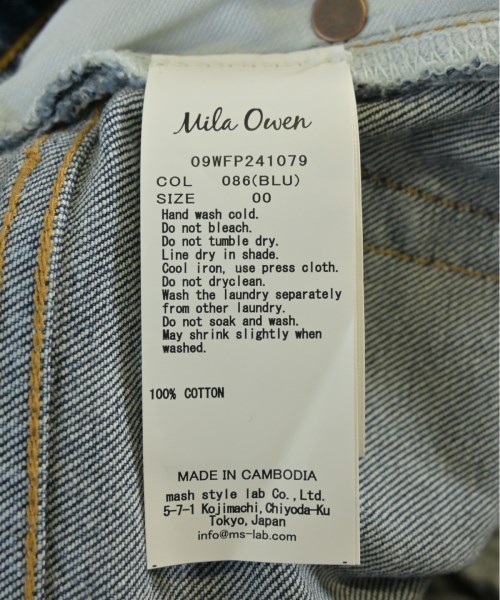 Mila Owen
09WFP241079
COL 086(BLU)
SIZE 00
Hand wash cold.
Do not bleach.
Do not tumble dry.
Line dry in shade.
Cool iron, use press cloth.
Do not dryclean.
Wash the laundry separately
from other laundry.
Do not soak and wash.
May shrink slightly when
washed.
100% COTTON
MADE IN CAMBODIA
mash style lab Co.,Ltd.
5-7-1 Kojimachi,Chiyoda-Ku
Tokyo,Japan
info@ms-lab.com